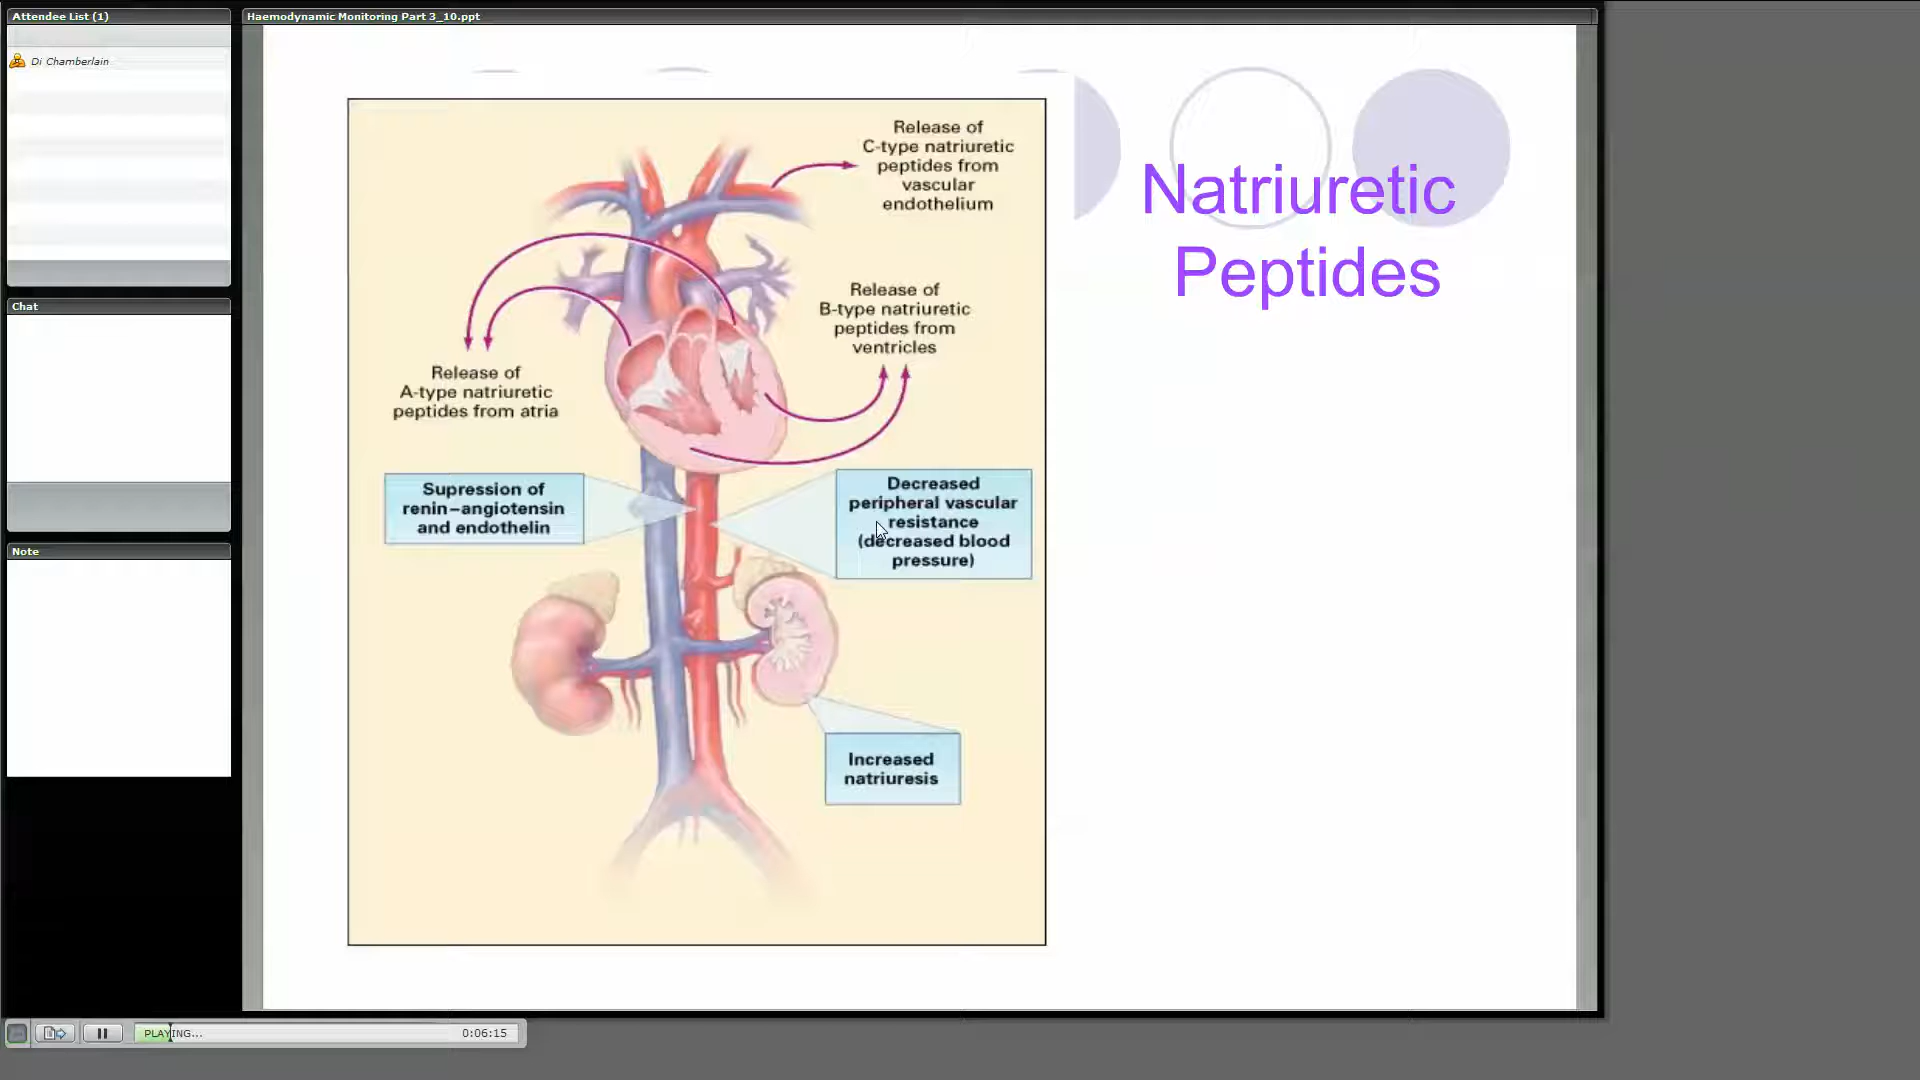 Attendee List (1)
Haemodynamic Monitoring Part 3_10.ppt
Di Chamberlain
Chat
Note
Natriuretic
Peptides
Release of
C-type natriuretic
peptides from
vascular
endothelium
Release of
B-type natriuretic
peptides from
ventricles
Release of
A-type natriuretic
peptides from atria
Supression of
renin–angiotensin
and endothelin
Decreased
peripheral vascular
resistance
(decreased blood
pressure)
Increased
natriuresis
PLAYING...
0:06:15